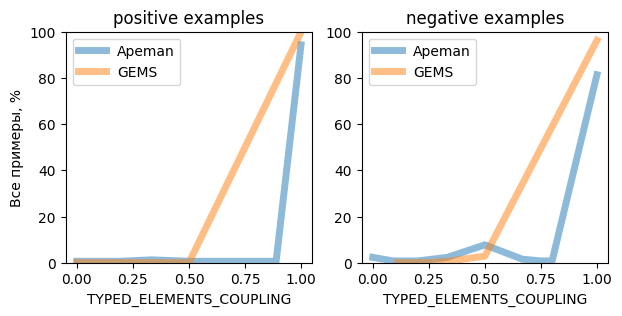 positive examples
negative examples
Все примеры, %
100
80
60
40
20
0
Apeman
GEMS
0.00 0.25 0.50 0.75 1.00
TYPED_ELEMENTS_COUPLING
100
80
60
40
20
0
Apeman
GEMS
0.00 0.25 0.50 0.75 1.00
TYPED_ELEMENTS_COUPLING